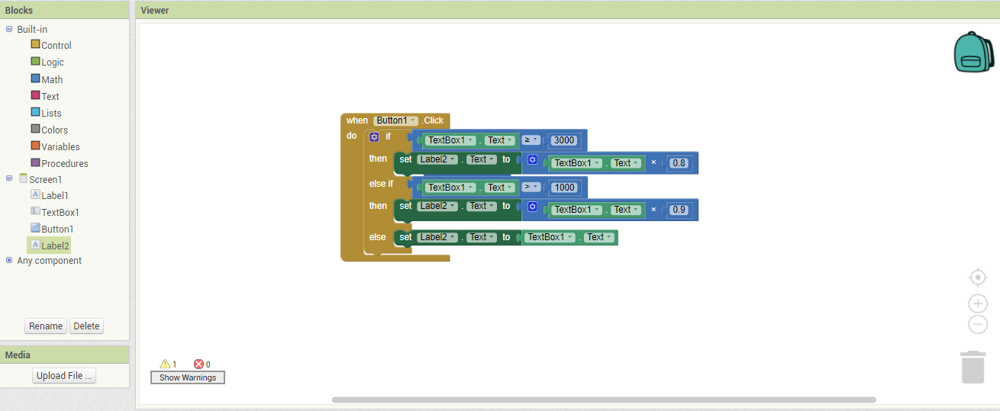 Blocks
Viewer
Built-in
Control
Logic
Math
Text
Lists
Colors
Variables
Procedures
Screen1
Label1
TextBox1
Button1
Label2
Any component
Rename Delete
Media
Upload File ...
when Button1 .Click
do if TextBox1 . Text ≥ 3000
then set Label2 . Text to TextBox1 . Text × 0.8
else if TextBox1 . Text > 1000
then set Label2 . Text to TextBox1 . Text × 0.9
else set Label2 . Text to TextBox1 . Text
1 0
Show Warnings